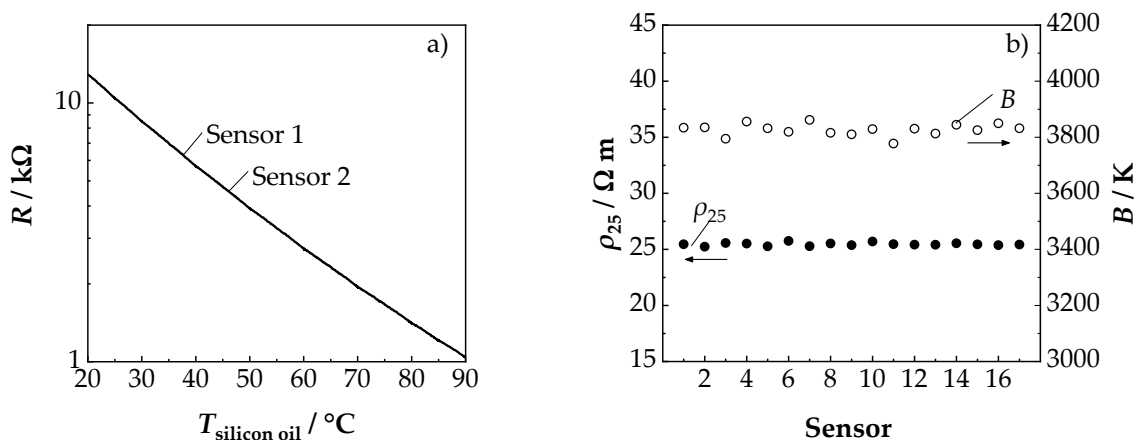 a)
10
1
R / kΩ
Sensor 1
Sensor 2
20 30 40 50 60 70 80 90
T silicon oil / °C
b)
45
40
35
30
25
20
15
ρ25 / Ω m
B
ρ25
4200
4000
3800
3600
3400
3200
3000
B / K
2 4 6 8 10 12 14 16
Sensor